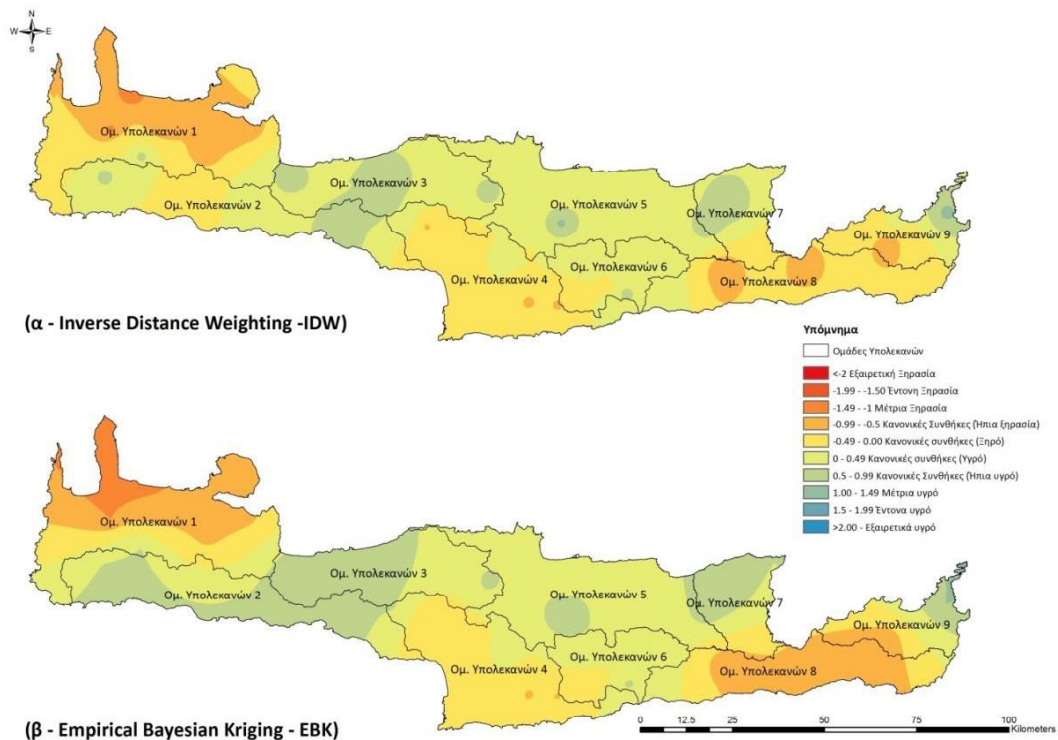 N
W E
S
Ομ. Υπολεκανών 1
Ομ. Υπολεκανών 2
Ομ. Υπολεκανών 3
Ομ. Υπολεκανών 4
Ομ. Υπολεκανών 5
Ομ. Υπολεκανών 6
Ομ. Υπολεκανών 7
Ομ. Υπολεκανών 8
Ομ. Υπολεκανών 9
(α - Inverse Distance Weighting -IDW)
Υπόμνημα
Ομάδες Υπολεκανών
<-2 Εξαιρετική Ξηρασία
-1.99 - -1.50 Έντονη Ξηρασία
-1.49 - -1 Μέτρια Ξηρασία
-0.99 - -0.5 Κανονικές Συνθήκες (Ήπια ξηρασία)
-0.49 - 0.00 Κανονικές συνθήκες (Ξηρό)
0 - 0.49 Κανονικές συνθήκες (Υγρό)
0.5 - 0.99 Κανονικές Συνθήκες (Ήπια υγρό)
1.00 - 1.49 Μέτρια υγρό
1.5 - 1.99 Έντονα υγρό
>2.00 - Εξαιρετικά υγρό
Ομ. Υπολεκανών 1
Ομ. Υπολεκανών 2
Ομ. Υπολεκανών 3
Ομ. Υπολεκανών 4
Ομ. Υπολεκανών 5
Ομ. Υπολεκανών 6
Ομ. Υπολεκανών 7
Ομ. Υπολεκανών 8
Ομ. Υπολεκανών 9
(β - Empirical Bayesian Kriging - EBK)
0 12.5 25 50 75 100
Kilometers